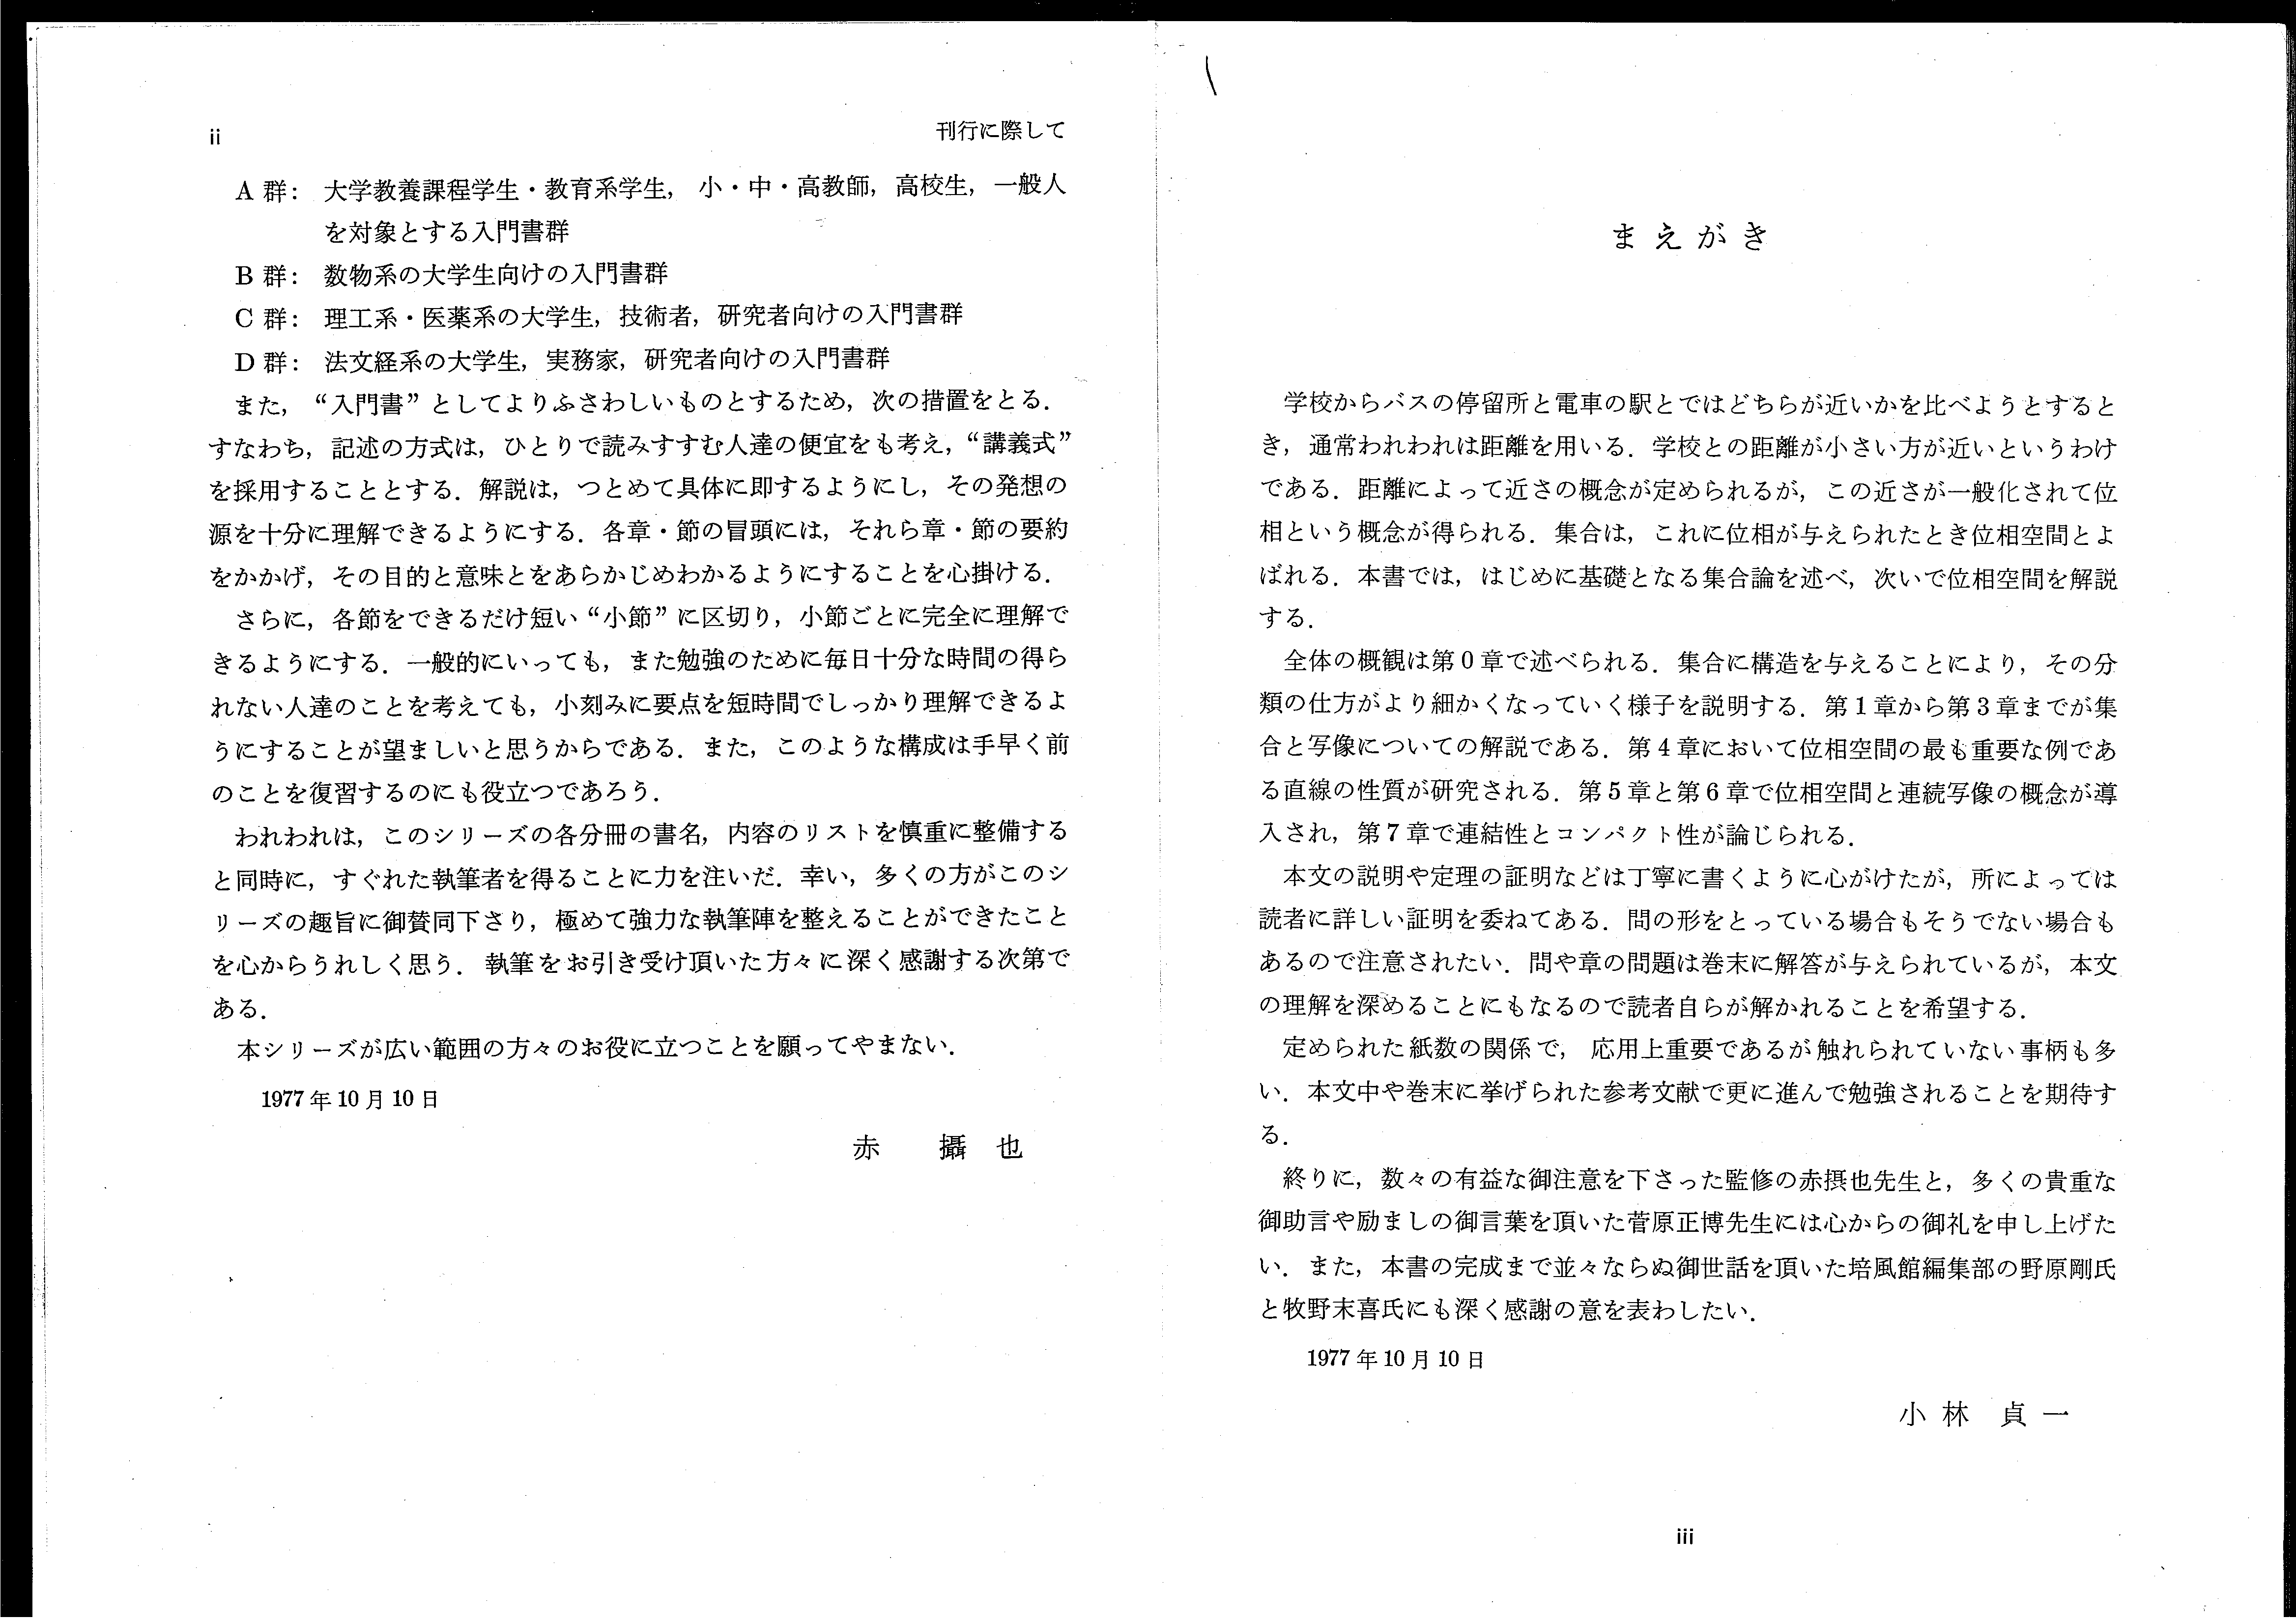 ii
刊行に際して
A 群： 大学教養課程学生・教育系学生， 小・中・高教師，高校生，一般人
を対象とする入門書群
B 群： 数物系の大学生向けの入門書群
C 群： 理工系・医薬系の大学生，技術者，研究者向けの入門書群
D 群： 法文経系の大学生，実務家，研究者向けの入門書群
また，“入門書”としてよりふさわしいものとするため，次の措置をとる．
すなわち，記述の方式は，ひとりで読みすすむ人達の便宜をも考え，“講義式”
を採用することとする．解説は，つとめて具体に即するようにし，その発想の
源を十分に理解できるようにする．各章・節の冒頭には，それら章・節の要約
をかかげ，その目的と意味とをあらかじめわかるようにすることを心掛ける．
さらに，各節をできるだけ短い“小節”に区切り，小節ごとに完全に理解で
きるようにする．一般的にいっても，また勉強のために毎日十分な時間の得ら
れない人達のことを考えても，小刻みに要点を短時間でしっかり理解できるよ
うにすることが望ましいと思うからである．また，このような構成は手早く前
のことを復習するのにも役立つであろう．
われわれは，このシリーズの各分冊の書名，内容のリストを慎重に整備する
と同時に，すぐれた執筆者を得ることに力を注いだ．幸い，多くの方がこのシ
リーズの趣旨に御賛同下さり，極めて強力な執筆陣を整えることができたこと
を心からうれしく思う．執筆をお引き受け頂いた方々に深く感謝する次第で
ある．
本シリーズが広い範囲の方々のお役に立つことを願ってやまない．
1977 年 10 月 10 日
赤 攝 也
まえがき
学校からバスの停留所と電車の駅とではどちらが近いかを比べようとすると
き，通常われわれは距離を用いる．学校との距離が小さい方が近いというわけ
である．距離によって近さの概念が定められるが，この近さが一般化されて位
相という概念が得られる．集合は，これに位相が与えられたとき位相空間とよ
ばれる．本書では，はじめに基礎となる集合論を述べ，次いで位相空間を解説
する．
全体の概観は第 0 章で述べられる．集合に構造を与えることにより，その分
類の仕方がより細かくなっていく様子を説明する．第 1 章から第 3 章までが集
合と写像についての解説である．第 4 章において位相空間の最も重要な例であ
る直線の性質が研究される．第 5 章と第 6 章で位相空間と連続写像の概念が導
入され，第 7 章で連結性とコンパクト性が論じられる．
本文の説明や定理の証明などは丁寧に書くように心がけたが，所によっては
読者に詳しい証明を委ねてある．問の形をとっている場合もそうでない場合も
あるので注意されたい．問や章の問題は巻末に解答が与えられているが，本文
の理解を深めることにもなるので読者自らが解かれることを希望する．
定められた紙数の関係で， 応用上重要であるが触れられていない事柄も多
い．本文中や巻末に挙げられた参考文献で更に進んで勉強されることを期待す
る．
終りに，数々の有益な御注意を下さった監修の赤摂也先生と，多くの貴重な
御助言や励ましの御言葉を頂いた菅原正博先生には心からの御礼を申し上げた
い．また，本書の完成まで並々ならぬ御世話を頂いた培風館編集部の野原剛氏
と牧野末喜氏にも深く感謝の意を表わしたい．
1977 年 10 月 10 日
小林 貞一
iii